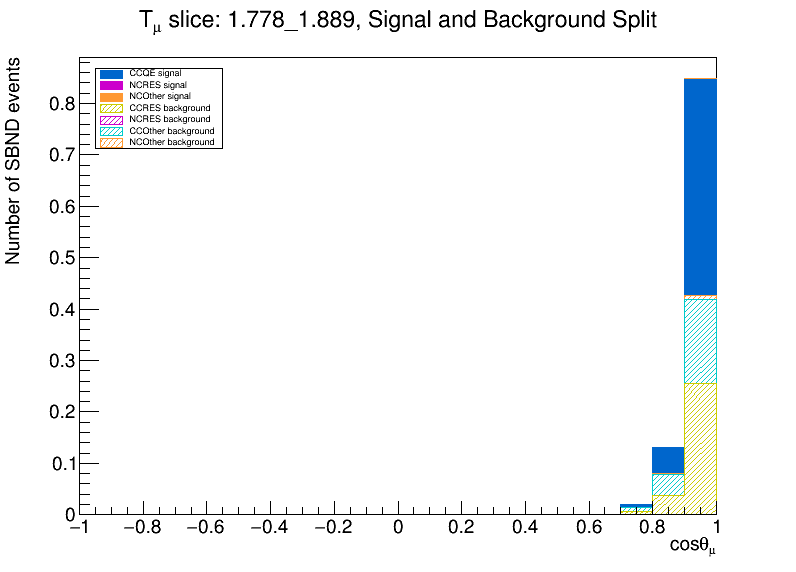 Tμ slice: 1.778_1.889, Signal and Background Split
Number of SBND events
CCQE signal
NCRES signal
NCOther signal
CCRES background
NCRES background
CCOther background
NCOther background
0.8
0.7
0.6
0.5
0.4
0.3
0.2
0.1
0
−1 −0.8 −0.6 −0.4 −0.2 0 0.2 0.4 0.6 0.8 1
cosθμ